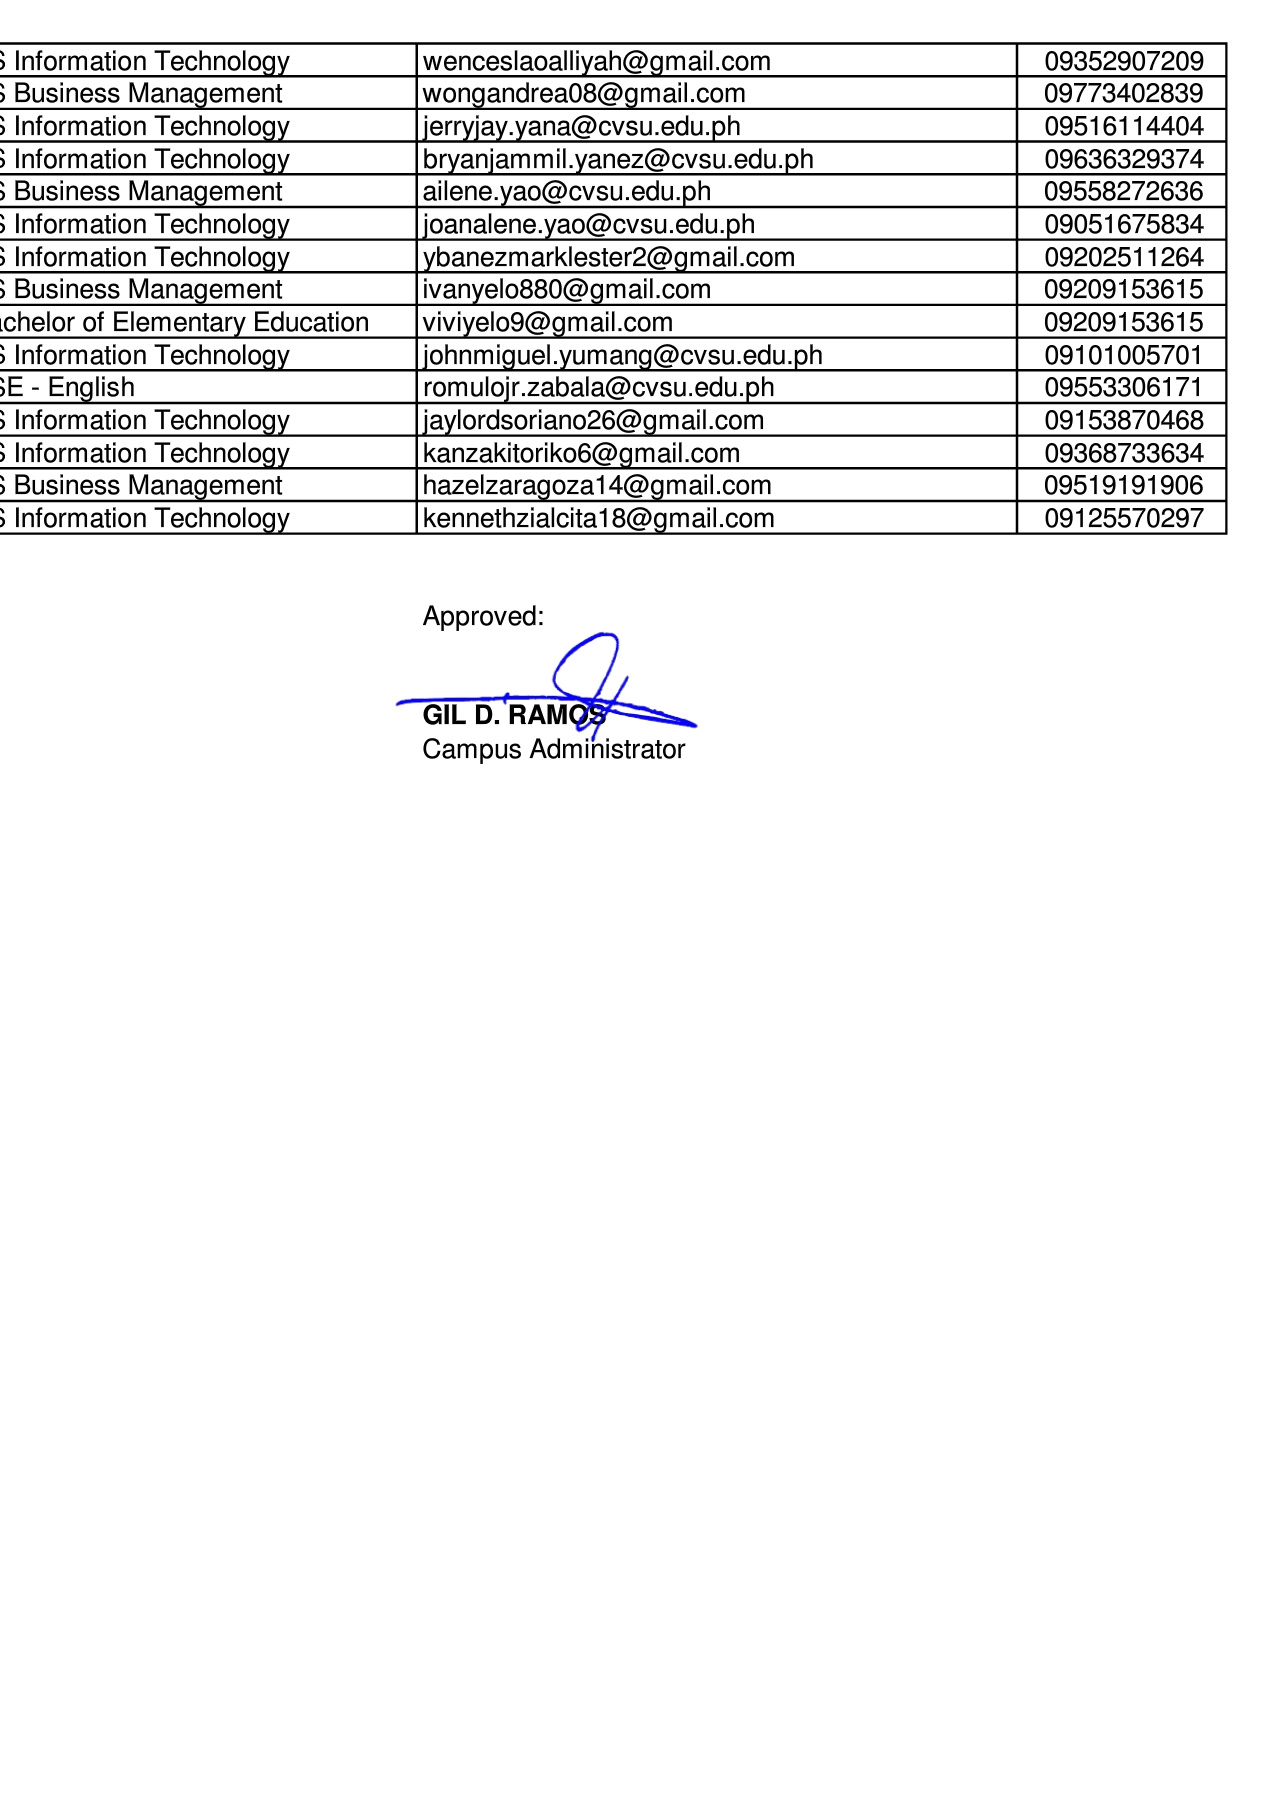 S Information Technology wenceslaoalliyah@gmail.com 09352907209
S Business Management wongandrea08@gmail.com 09773402839
S Information Technology jerryjay.yana@cvsu.edu.ph 09516114404
S Information Technology bryanjammil.yanez@cvsu.edu.ph 09636329374
S Business Management ailene.yao@cvsu.edu.ph 09558272636
S Information Technology joanalene.yao@cvsu.edu.ph 09051675834
S Information Technology ybanezmarklester2@gmail.com 09202511264
S Business Management ivanyelo880@gmail.com 09209153615
achelor of Elementary Education viviyelo9@gmail.com 09209153615
S Information Technology johnmiguel.yumang@cvsu.edu.ph 09101005701
SE - English romulojr.zabala@cvsu.edu.ph 09553306171
S Information Technology jaylordsoriano26@gmail.com 09153870468
S Information Technology kanzakitoriko6@gmail.com 09368733634
S Business Management hazelzaragoza14@gmail.com 09519191906
S Information Technology kennethzialcita18@gmail.com 09125570297
Approved:
GIL D. RAMOS
Campus Administrator